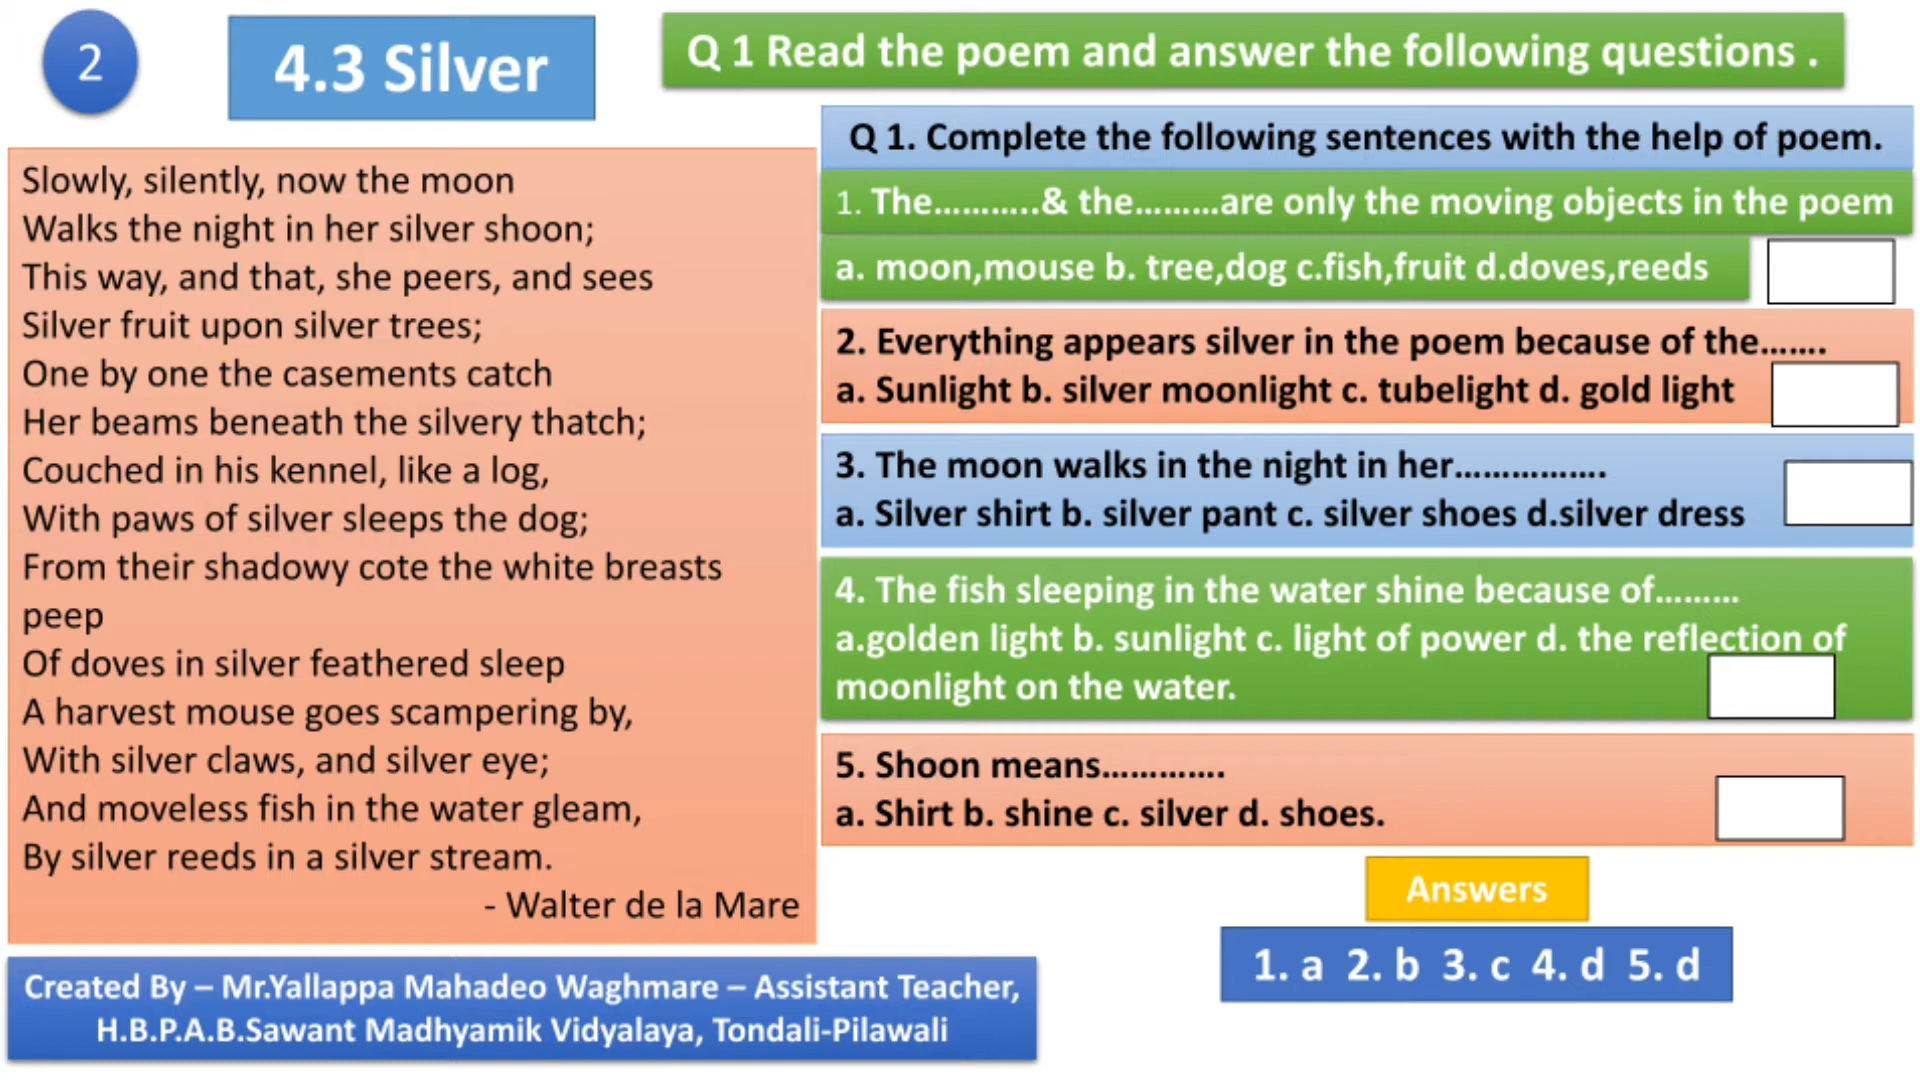 2
4.3 Silver
Q 1 Read the poem and answer the following questions .
Slowly, silently, now the moon
Walks the night in her silver shoon;
This way, and that, she peers, and sees
Silver fruit upon silver trees;
One by one the casements catch
Her beams beneath the silvery thatch;
Couched in his kennel, like a log,
With paws of silver sleeps the dog;
From their shadowy cote the white breasts
peep
Of doves in silver feathered sleep
A harvest mouse goes scampering by,
With silver claws, and silver eye;
And moveless fish in the water gleam,
By silver reeds in a silver stream.
- Walter de la Mare
Q 1. Complete the following sentences with the help of poem.
1. The...........& the.........are only the moving objects in the poem
a. moon,mouse b. tree,dog c.fish,fruit d.doves,reeds
2. Everything appears silver in the poem because of the.......
a. Sunlight b. silver moonlight c. tubelight d. gold light
3. The moon walks in the night in her................
a. Silver shirt b. silver pant c. silver shoes d.silver dress
4. The fish sleeping in the water shine because of.........
a.golden light b. sunlight c. light of power d. the reflection of
moonlight on the water.
5. Shoon means.............
a. Shirt b. shine c. silver d. shoes.
Answers
1. a 2. b 3. c 4. d 5. d
Created By – Mr.Yallappa Mahadeo Waghmare – Assistant Teacher,
H.B.P.A.B.Sawant Madhyamik Vidyalaya, Tondali-Pilawali